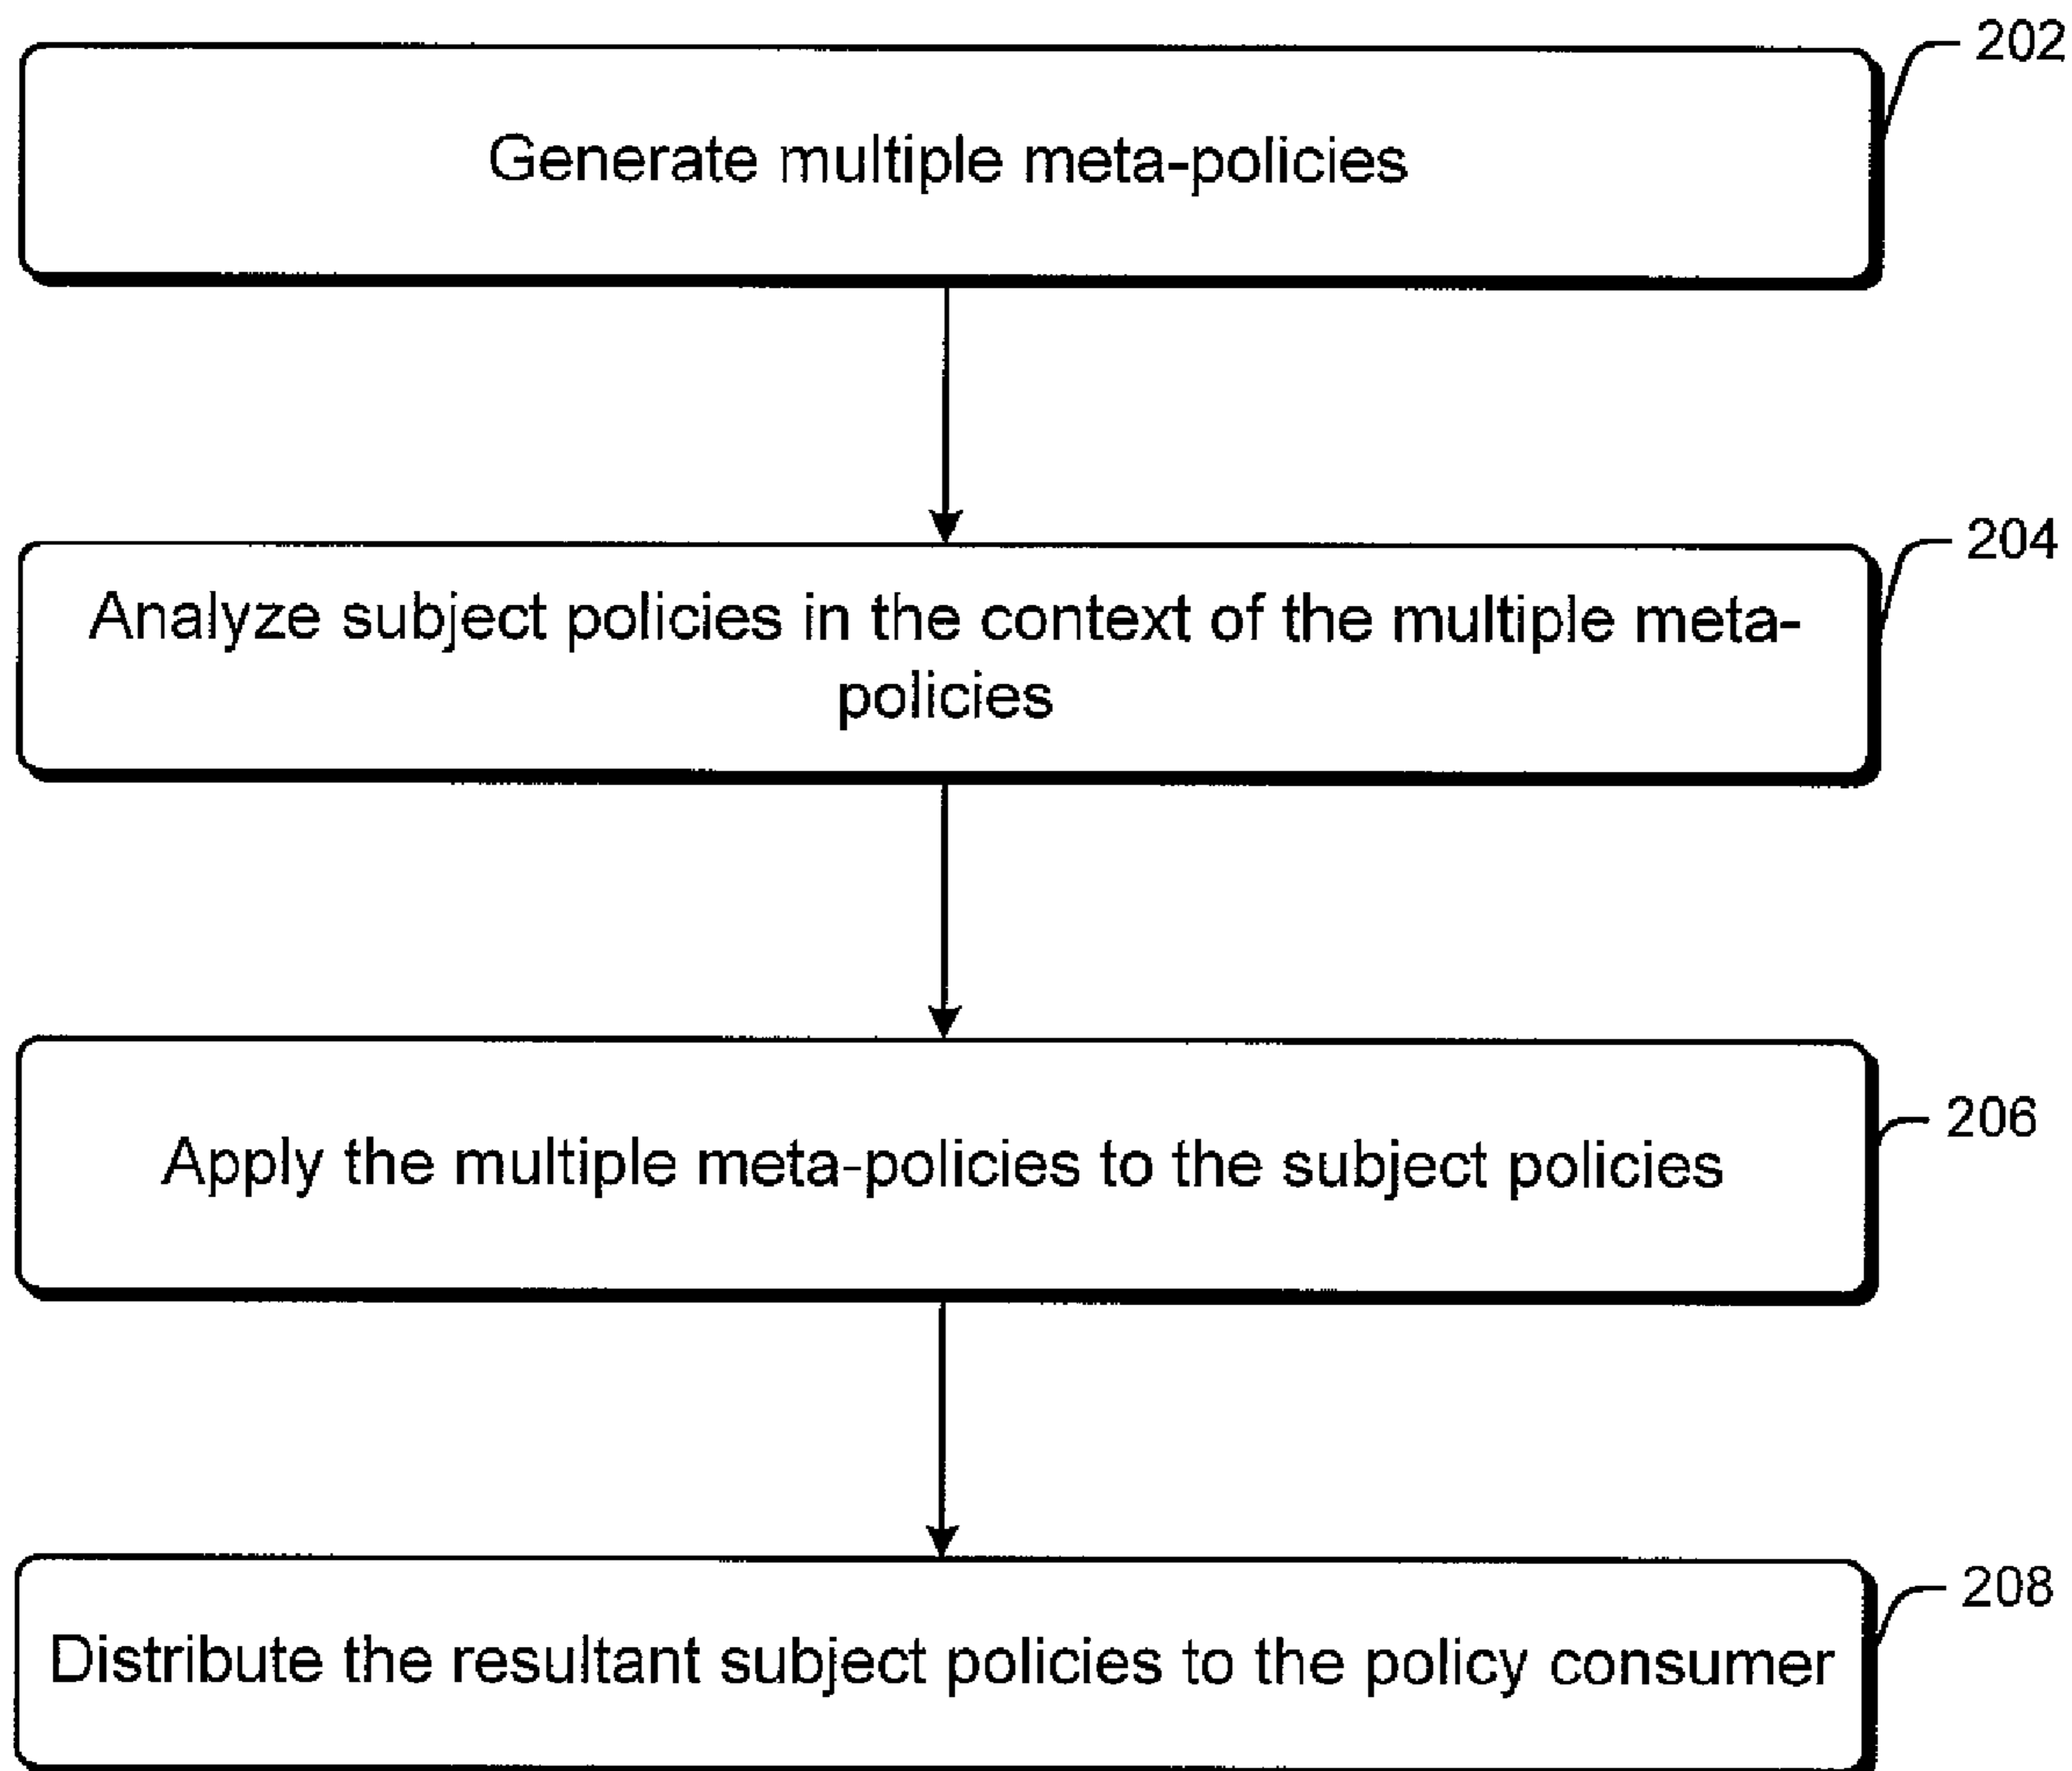 202
Generate multiple meta-policies
204
Analyze subject policies in the context of the multiple meta-
policies
206
Apply the multiple meta-policies to the subject policies
208
Distribute the resultant subject policies to the policy consumer